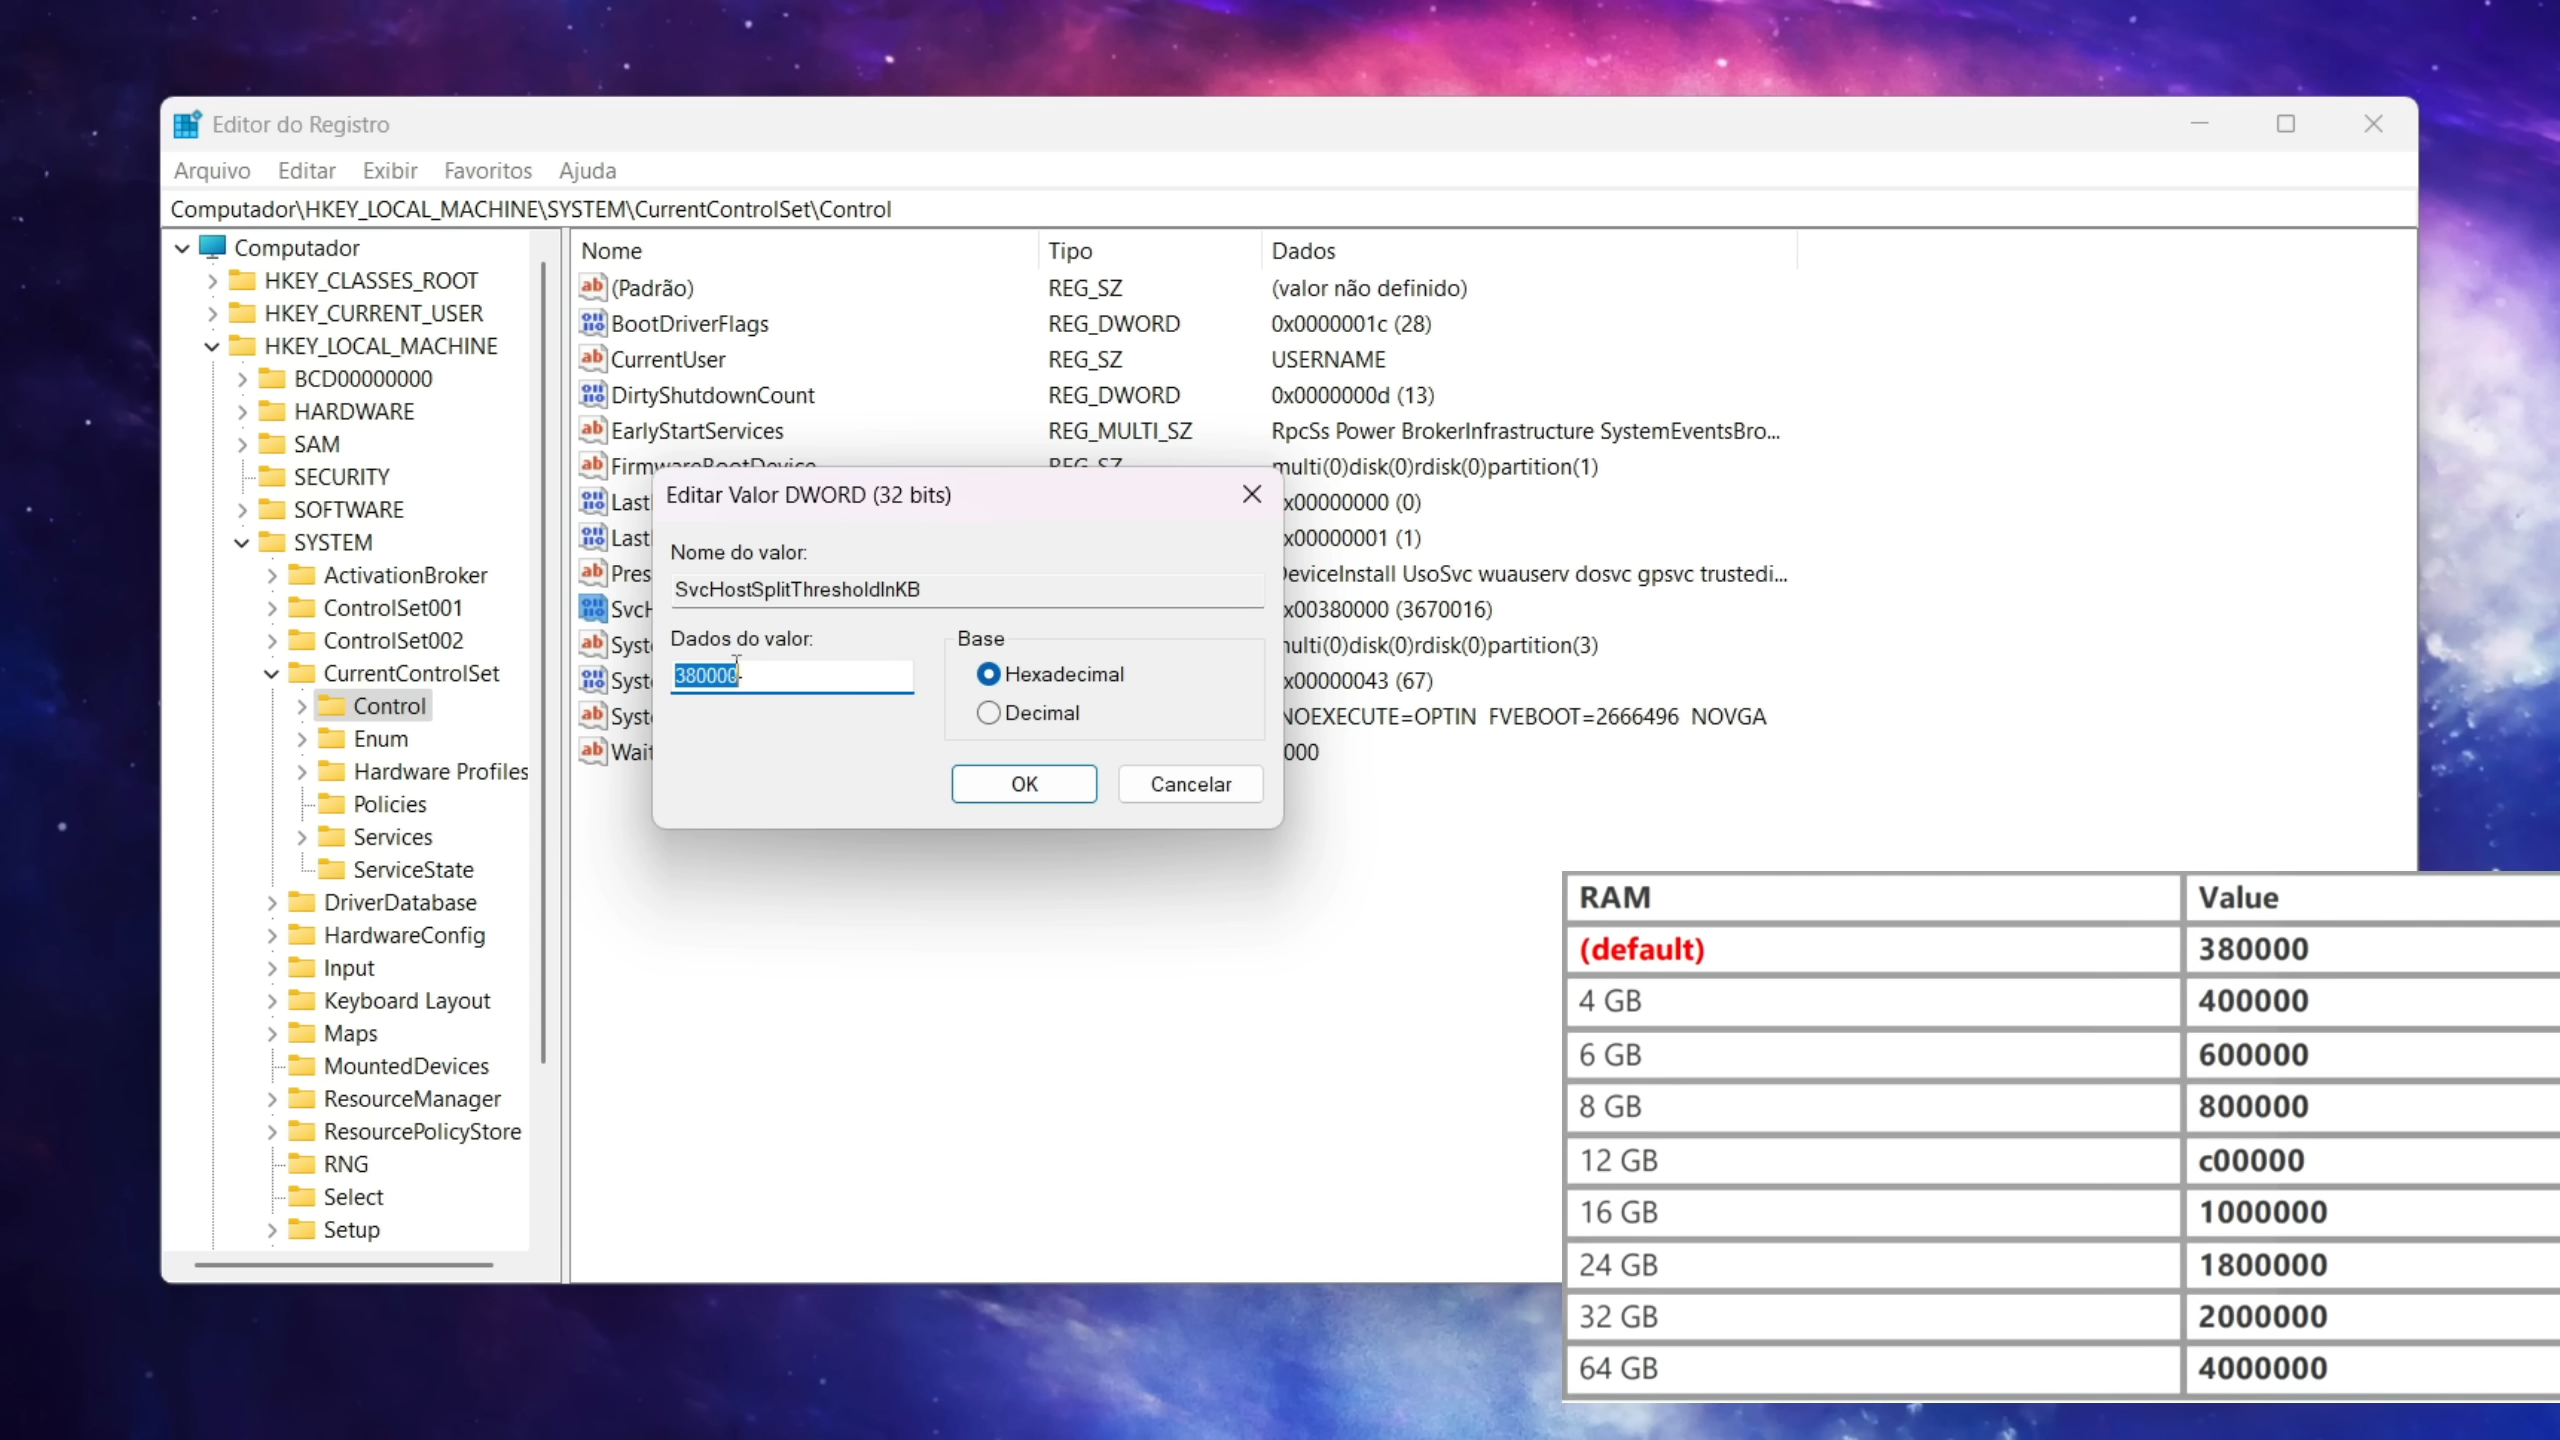 Editor do Registro
Arquivo Editar Exibir Favoritos Ajuda
Computador\HKEY_LOCAL_MACHINE\SYSTEM\CurrentControlSet\Control
Computador
HKEY_CLASSES_ROOT
HKEY_CURRENT_USER
HKEY_LOCAL_MACHINE
BCD00000000
HARDWARE
SAM
SECURITY
SOFTWARE
SYSTEM
ActivationBroker
ControlSet001
ControlSet002
CurrentControlSet
Control
Enum
Hardware Profiles
Policies
Services
ServiceState
DriverDatabase
HardwareConfig
Input
Keyboard Layout
Maps
MountedDevices
ResourceManager
ResourcePolicyStore
RNG
Select
Setup
Nome Tipo Dados
(Padrão) REG_SZ (valor não definido)
BootDriverFlags REG_DWORD 0x0000001c (28)
CurrentUser REG_SZ USERNAME
DirtyShutdownCount REG_DWORD 0x0000000d (13)
EarlyStartServices REG_MULTI_SZ RpcSs Power BrokerInfrastructure SystemEventsBro...
FirmwareBootDevice REG_SZ multi(0)disk(0)rdisk(0)partition(1)
Last x00000000 (0)
Last x00000001 (1)
Pres DeviceInstall UsoSvc wuauserv dosvc gpsvc trustedi...
SvcH x00380000 (3670016)
Syst multi(0)disk(0)rdisk(0)partition(3)
Syst x00000043 (67)
Syst NOEXECUTE=OPTIN FVEBOOT=2666496 NOVGA
Wait 000
Editar Valor DWORD (32 bits)
Nome do valor:
SvcHostSplitThresholdInKB
Dados do valor:
380000
Base
Hexadecimal
Decimal
OK Cancelar
RAM Value
(default) 380000
4 GB 400000
6 GB 600000
8 GB 800000
12 GB c00000
16 GB 1000000
24 GB 1800000
32 GB 2000000
64 GB 4000000